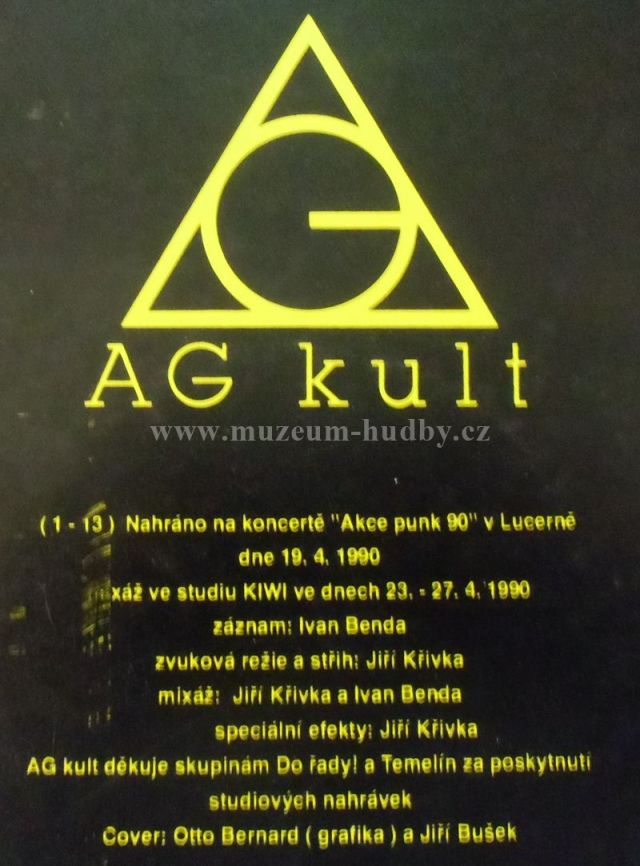 AG kult
www.muzeum-hudby.cz
( 1 - 13 ) Nahráno na koncertě "Akce punk 90" v Lucerně
dne 19. 4. 1990
mixáž ve studiu KIWI ve dnech 23. - 27. 4. 1990
záznam: Ivan Benda
zvuková režie a střih: Jiří Křivka
mixáž: Jiří Křivka a Ivan Benda
speciální efekty: Jiří Křivka
AG kult děkuje skupinám Do řady! a Temelín za poskytnutí
studiových nahrávek
Cover: Otto Bernard ( grafika ) a Jiří Bušek